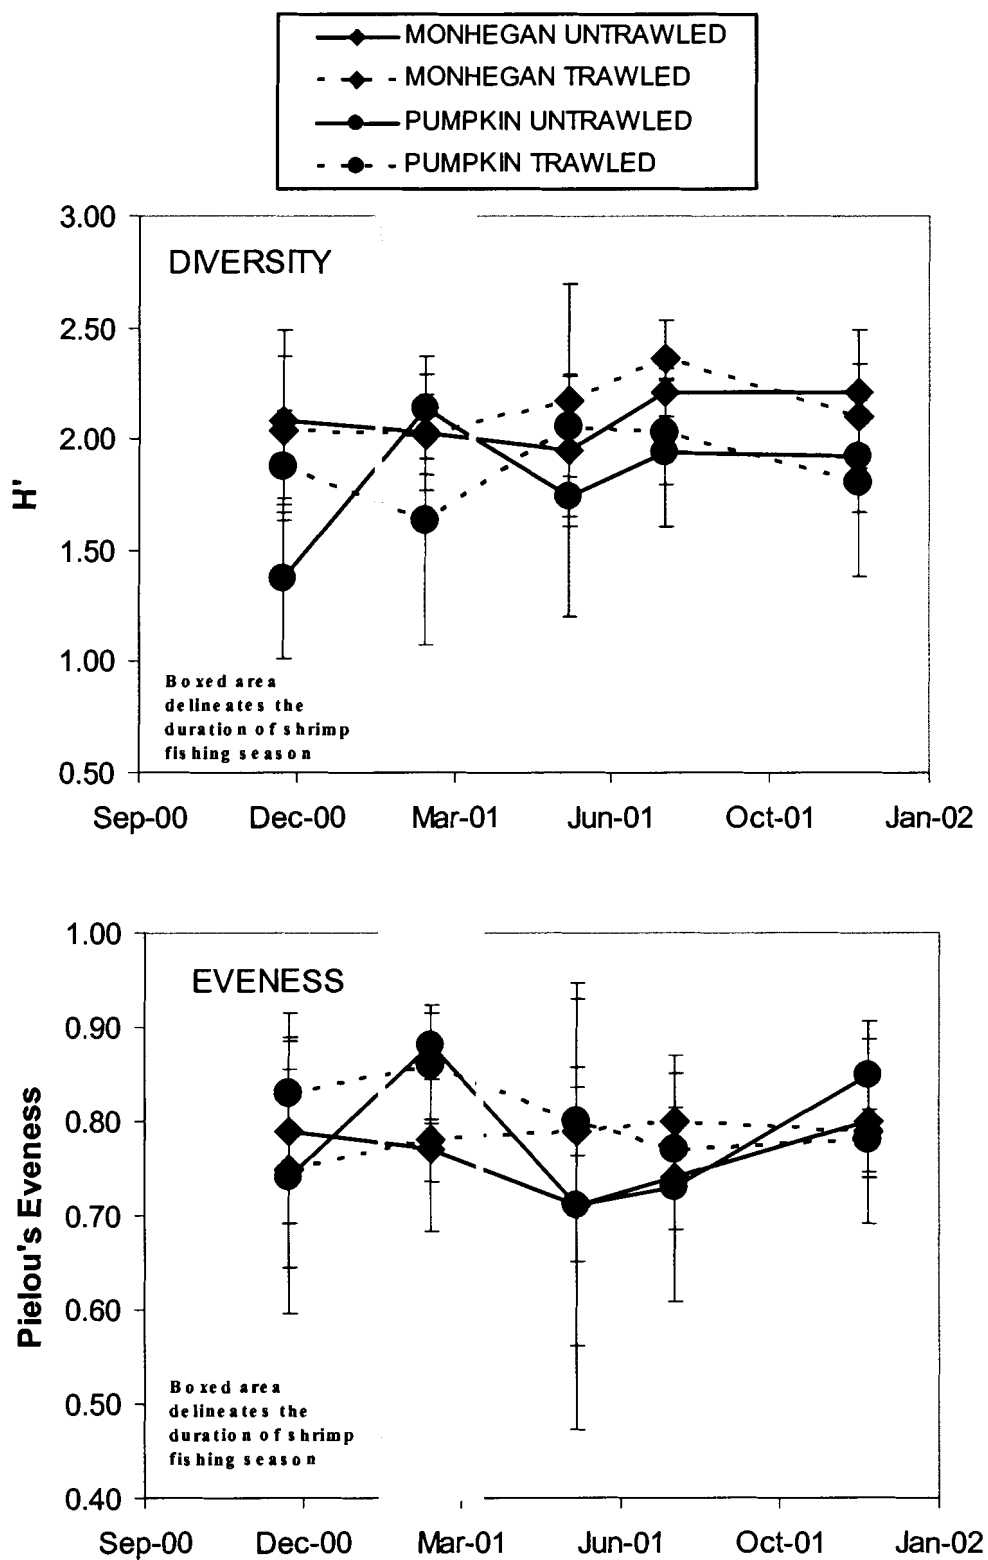 MONHEGAN UNTRAWLED
MONHEGAN TRAWLED
PUMPKIN UNTRAWLED
PUMPKIN TRAWLED
3.00
DIVERSITY
2.50
2.00
H'
1.50
1.00
Boxed area
delineates the
duration of shrimp
fishing season
0.50
Sep-00 Dec-00 Mar-01 Jun-01 Oct-01 Jan-02
1.00
EVENESS
0.90
0.80
Pielou's Eveness
0.70
0.60
0.50
Boxed area
delineates the
duration of shrimp
fishing season
0.40
Sep-00 Dec-00 Mar-01 Jun-01 Oct-01 Jan-02